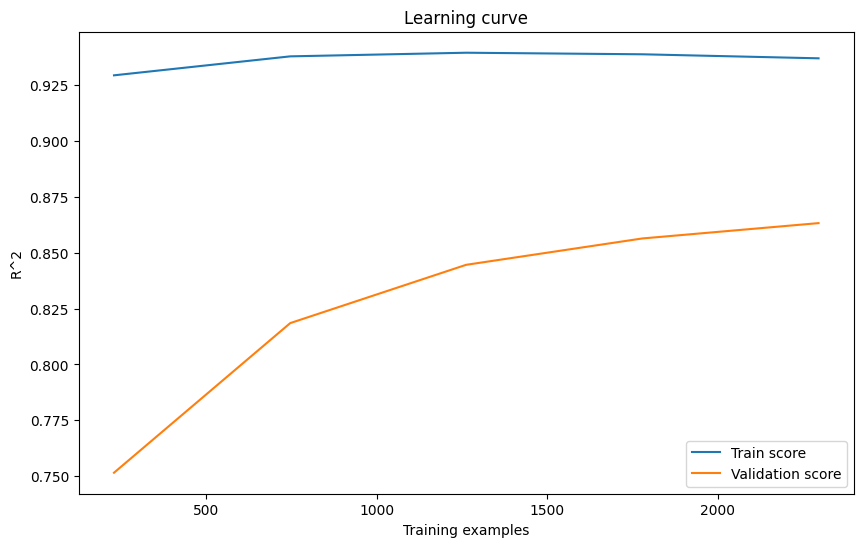 Learning curve
R^2
0.925
0.900
0.875
0.850
0.825
0.800
0.775
0.750
500 1000 1500 2000
Training examples
Train score
Validation score